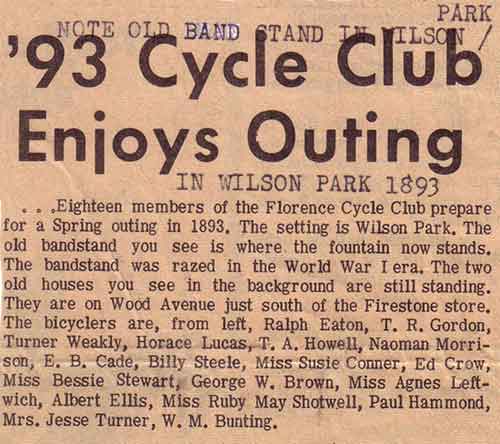 PARK
NOTE OLD BAND STAND IN WILSON /
'93 Cycle Club
Enjoys Outing
IN WILSON PARK 1893
. . .Eighteen members of the Florence Cycle Club prepare
for a Spring outing in 1893. The setting is Wilson Park. The
old bandstand you see is where the fountain now stands.
The bandstand was razed in the World War I era. The two
old houses you see in the background are still standing.
They are on Wood Avenue just south of the Firestone store.
The bicyclers are, from left, Ralph Eaton, T. R. Gordon,
Turner Weakly, Horace Lucas, T. A. Howell, Naoman Morri-
son, E. B. Cade, Billy Steele, Miss Susie Conner, Ed Crow,
Miss Bessie Stewart, George W. Brown, Miss Agnes Left-
wich, Albert Ellis, Miss Ruby May Shotwell, Paul Hammond,
Mrs. Jesse Turner, W. M. Bunting.